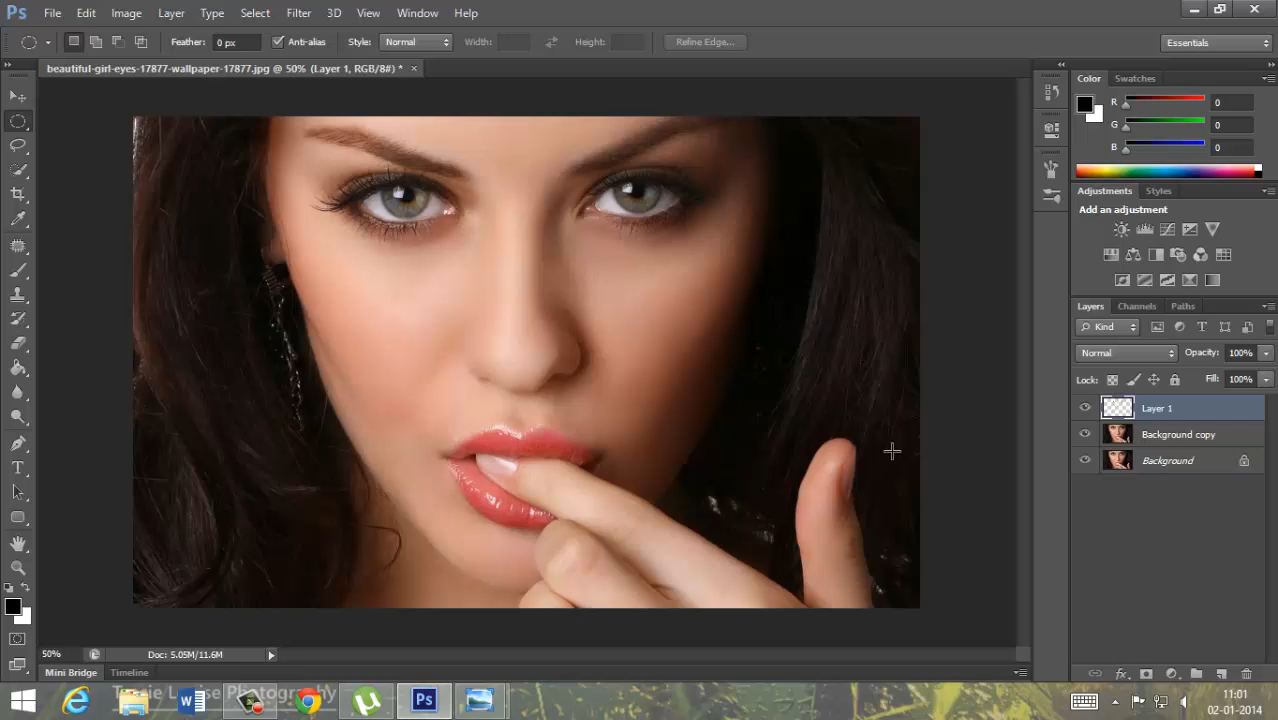 Ps File Edit Image Layer Type Select Filter 3D View Window Help
Feather: 0 px Anti-alias Style: Normal Width: Height: Refine Edge... Essentials
beautiful-girl-eyes-17877-wallpaper-17877.jpg @ 50% (Layer 1, RGB/8#) *
Color Swatches
R 0
G 0
B 0
Adjustments Styles
Add an adjustment
Layers Channels Paths
Kind
Normal Opacity: 100%
Lock: Fill: 100%
Layer 1
Background copy
Background
50% Doc: 5.05M/11.6M
Mini Bridge Timeline
Photography
Ps
11:01
02-01-2014